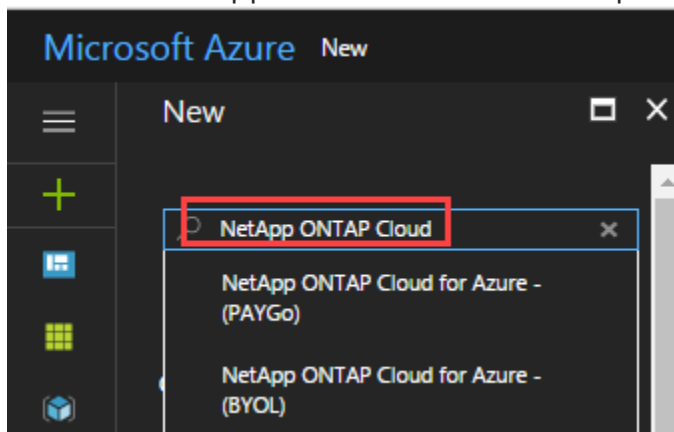 Microsoft Azure New
New
NetApp ONTAP Cloud
NetApp ONTAP Cloud for Azure -
(PAYGo)
NetApp ONTAP Cloud for Azure -
(BYOL)